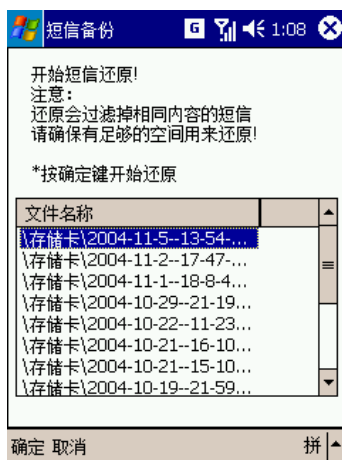 短信备份 G 1:08
开始短信还原!
注意:
还原会过滤掉相同内容的短信
请确保有足够的空间用来还原!
*按确定键开始还原
文件名称
\存储卡\2004-11-5--13-54-...
\存储卡\2004-11-2--17-47-...
\存储卡\2004-11-1--18-8-4...
\存储卡\2004-10-29--21-19...
\存储卡\2004-10-22--11-23...
\存储卡\2004-10-21--16-10...
\存储卡\2004-10-21--15-10...
\存储卡\2004-10-19--21-59...
确定 取消 拼